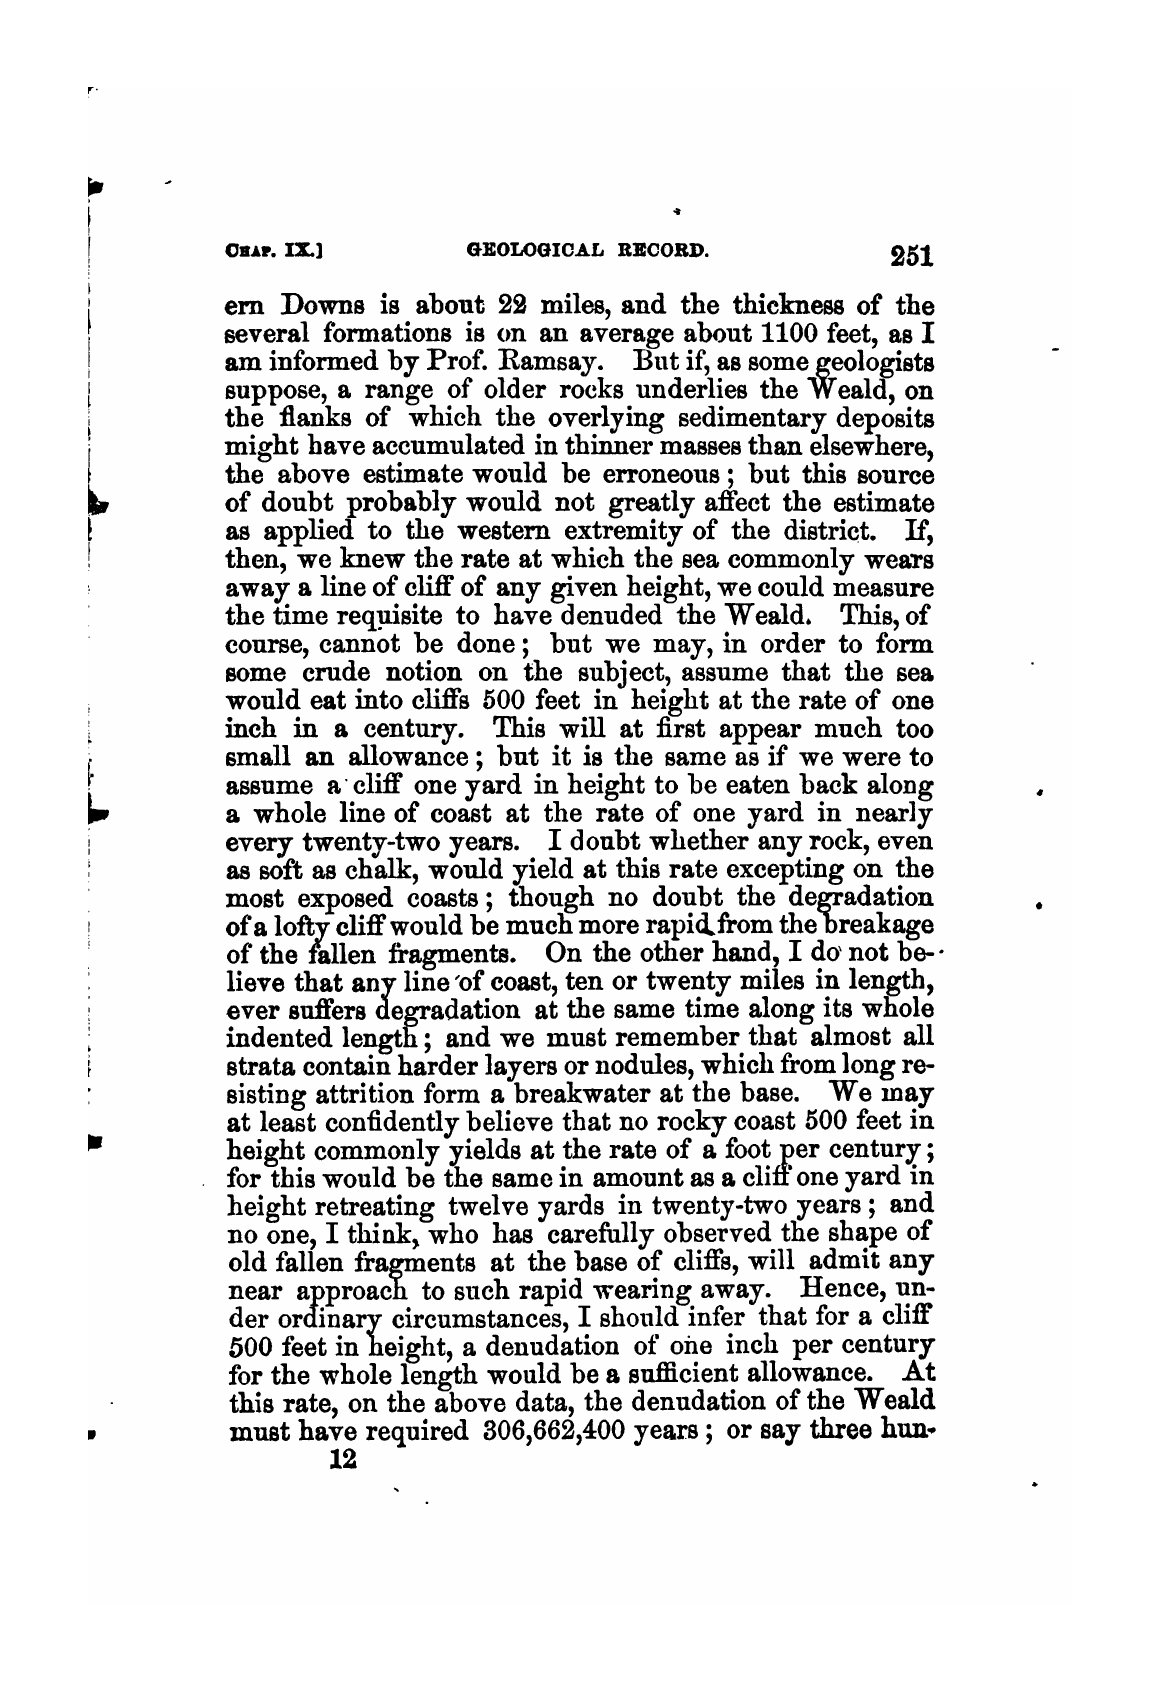 CHAP. IX.] GEOLOGICAL RECORD. 251
ern Downs is about 22 miles, and the thickness of the
several formations is on an average about 1100 feet, as I
am informed by Prof. Ramsay. But if, as some geologists
suppose, a range of older rocks underlies the Weald, on
the flanks of which the overlying sedimentary deposits
might have accumulated in thinner masses than elsewhere,
the above estimate would be erroneous; but this source
of doubt probably would not greatly affect the estimate
as applied to the western extremity of the district. If,
then, we knew the rate at which the sea commonly wears
away a line of cliff of any given height, we could measure
the time requisite to have denuded the Weald. This, of
course, cannot be done; but we may, in order to form
some crude notion on the subject, assume that the sea
would eat into cliffs 500 feet in height at the rate of one
inch in a century. This will at first appear much too
small an allowance; but it is the same as if we were to
assume a cliff one yard in height to be eaten back along
a whole line of coast at the rate of one yard in nearly
every twenty-two years. I doubt whether any rock, even
as soft as chalk, would yield at this rate excepting on the
most exposed coasts; though no doubt the degradation
of a lofty cliff would be much more rapid from the breakage
of the fallen fragments. On the other hand, I do not be-
lieve that any line of coast, ten or twenty miles in length,
ever suffers degradation at the same time along its whole
indented length; and we must remember that almost all
strata contain harder layers or nodules, which from long re-
sisting attrition form a breakwater at the base. We may
at least confidently believe that no rocky coast 500 feet in
height commonly yields at the rate of a foot per century;
for this would be the same in amount as a cliff one yard in
height retreating twelve yards in twenty-two years; and
no one, I think, who has carefully observed the shape of
old fallen fragments at the base of cliffs, will admit any
near approach to such rapid wearing away. Hence, un-
der ordinary circumstances, I should infer that for a cliff
500 feet in height, a denudation of one inch per century
for the whole length would be a sufficient allowance. At
this rate, on the above data, the denudation of the Weald
must have required 306,662,400 years; or say three hun-
12